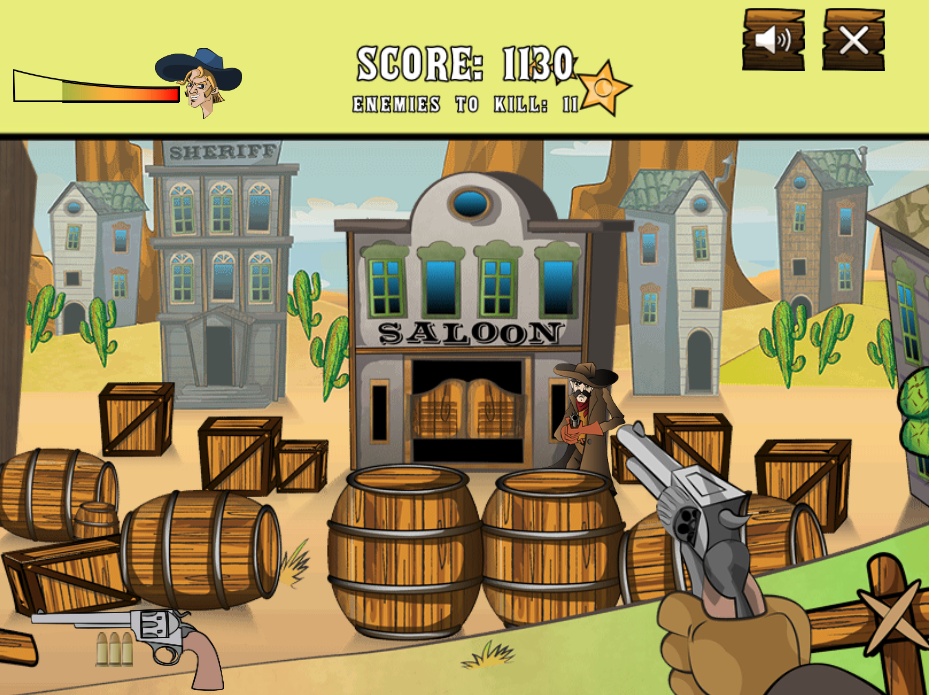 SCORE: 1130
ENEMIES TO KILL: 11
SHERIFF
SALOON